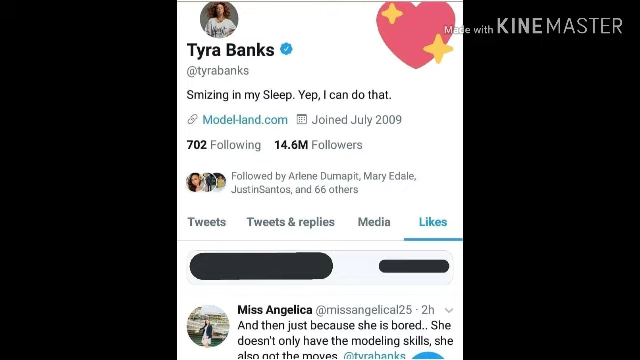 Made with KINEMASTER
Tyra Banks
@tyrabanks
Smizing in my Sleep. Yep, I can do that.
Model-land.com Joined July 2009
702 Following 14.6M Followers
Followed by Arlene Dumapit, Mary Edale,
JustinSantos, and 66 others
Tweets Tweets & replies Media Likes
Miss Angelica @missangelical25 · 2h
And then just because she is bored.. She
doesn't only have the modeling skills, she
also got the moves. @tyrabanks